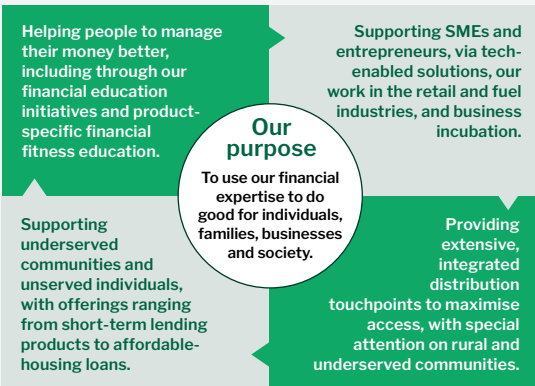 Helping people to manage
their money better,
including through our
financial education
initiatives and product-
specific financial
fitness education.
Supporting SMEs and
entrepreneurs, via tech-
enabled solutions, our
work in the retail and fuel
industries, and business
incubation.
Our
purpose
To use our financial
expertise to do
good for individuals,
families, businesses
and society.
Supporting
underserved
communities and
unserved individuals,
with offerings ranging
from short-term lending
products to affordable-
housing loans.
Providing
extensive,
integrated
distribution
touchpoints to maximise
access, with special
attention on rural and
underserved communities.